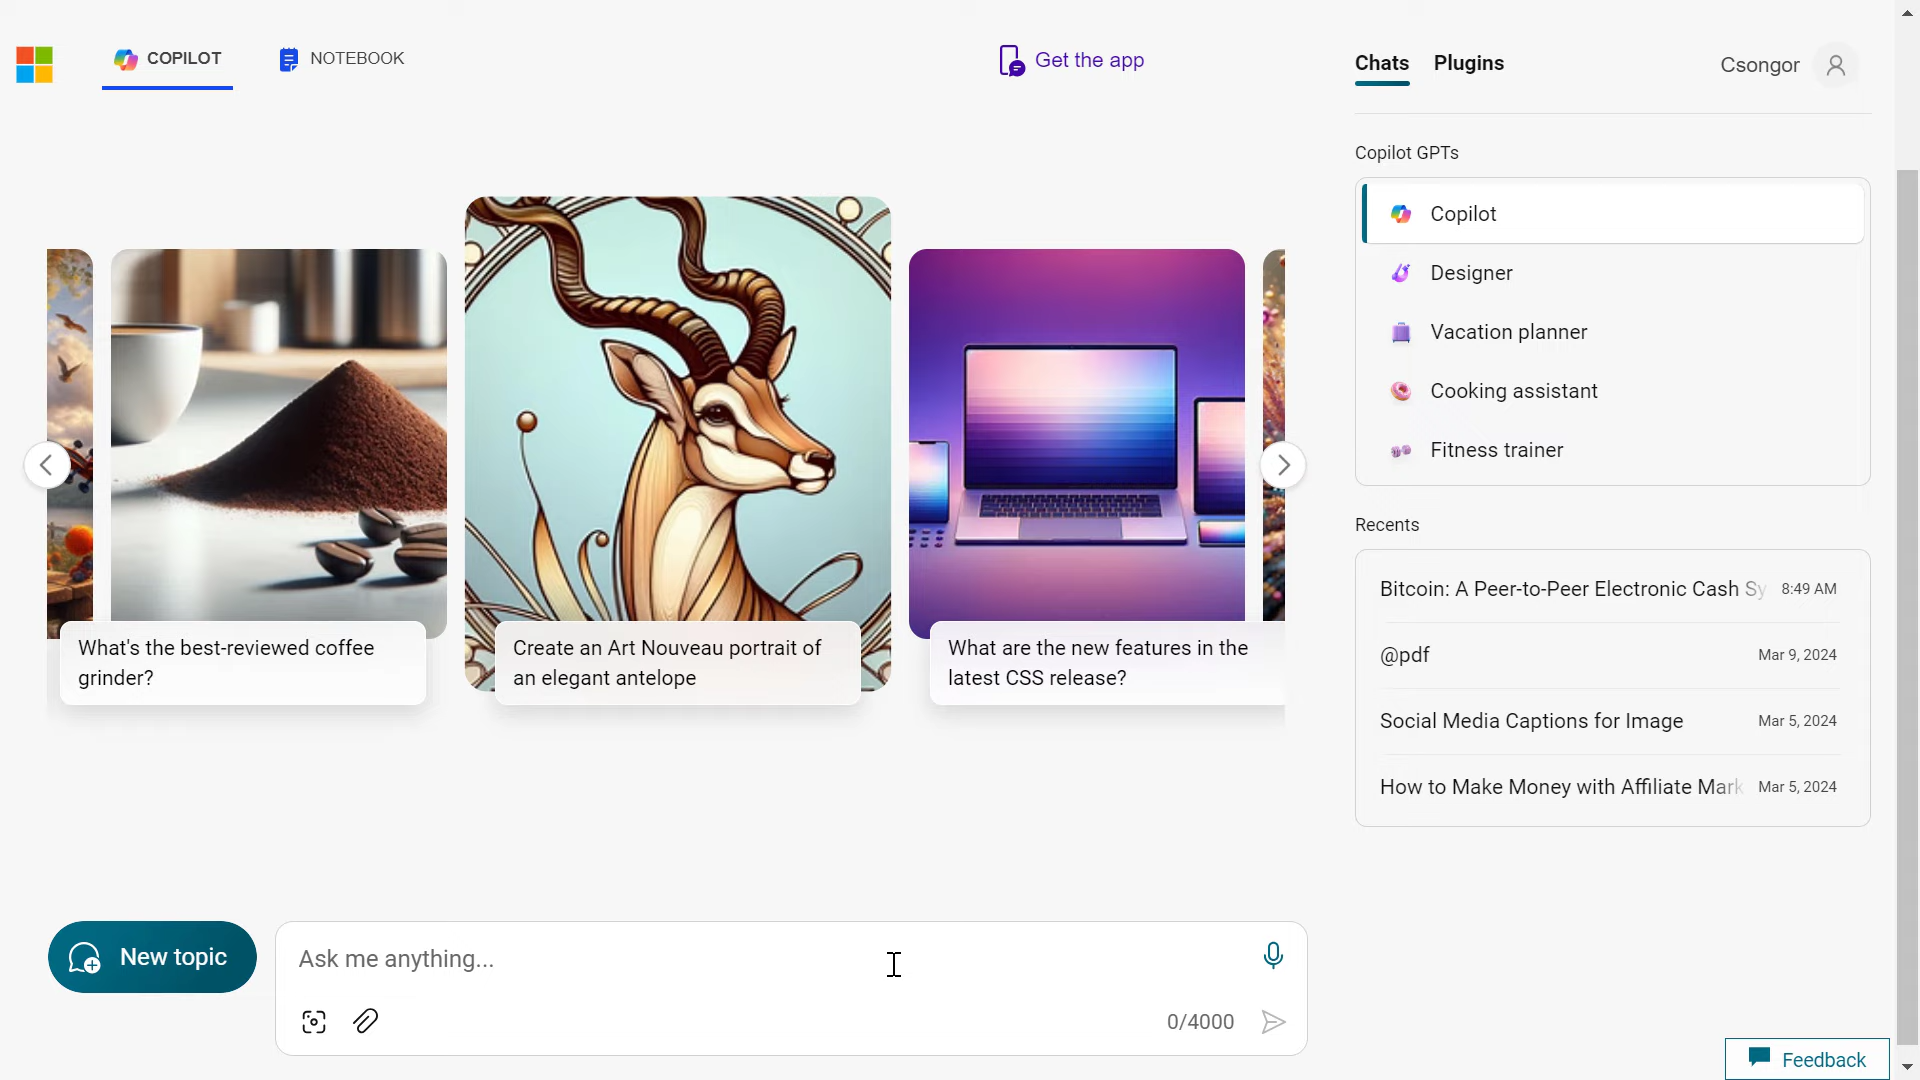 COPILOT
NOTEBOOK
Get the app
Chats
Plugins
Csongor
Copilot GPTs
Copilot
Designer
Vacation planner
Cooking assistant
Fitness trainer
Recents
Bitcoin: A Peer-to-Peer Electronic Cash Sy 8:49 AM
@pdf Mar 9, 2024
Social Media Captions for Image Mar 5, 2024
How to Make Money with Affiliate Mark Mar 5, 2024
What's the best-reviewed coffee
grinder?
Create an Art Nouveau portrait of
an elegant antelope
What are the new features in the
latest CSS release?
New topic
Ask me anything...
0/4000
Feedback